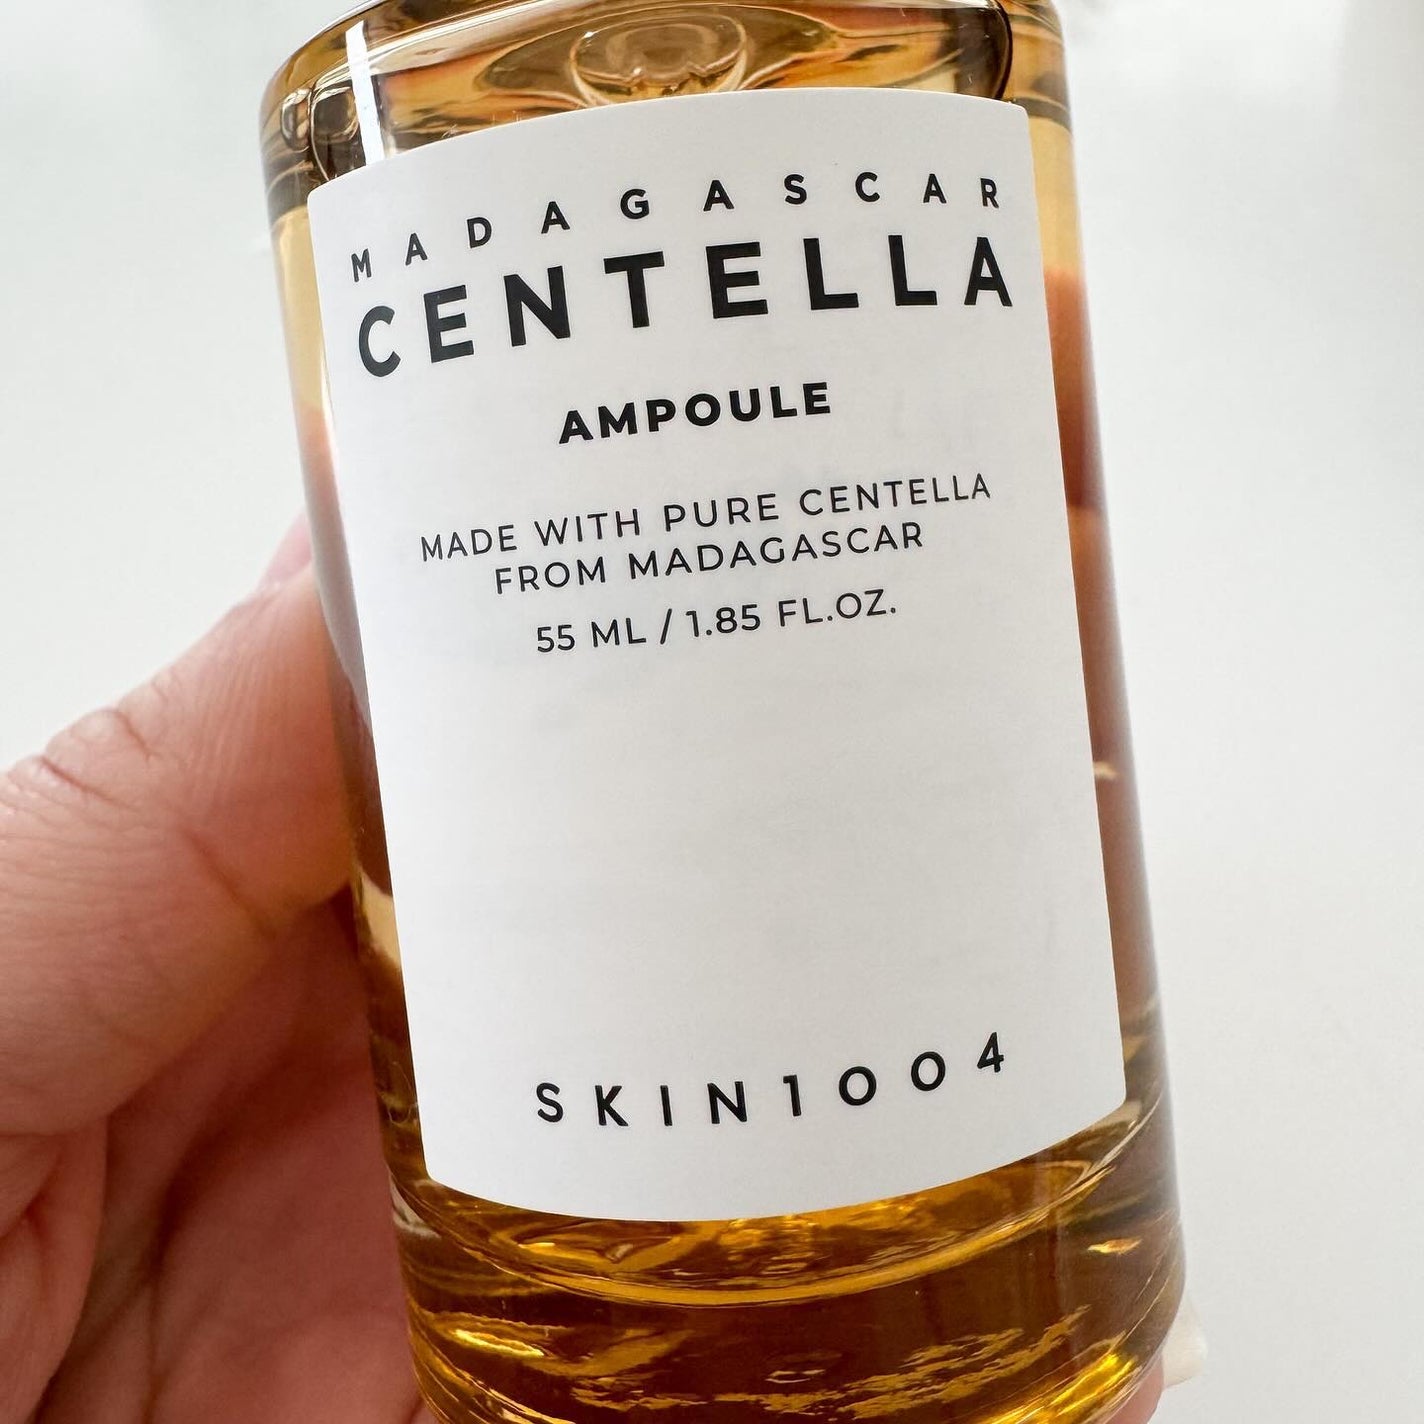 MADAGASCAR
CENTELLA
AMPOULE
MADE WITH PURE CENTELLA
FROM MADAGASCAR
55 ML / 1.85 FL.OZ.
SKIN1004